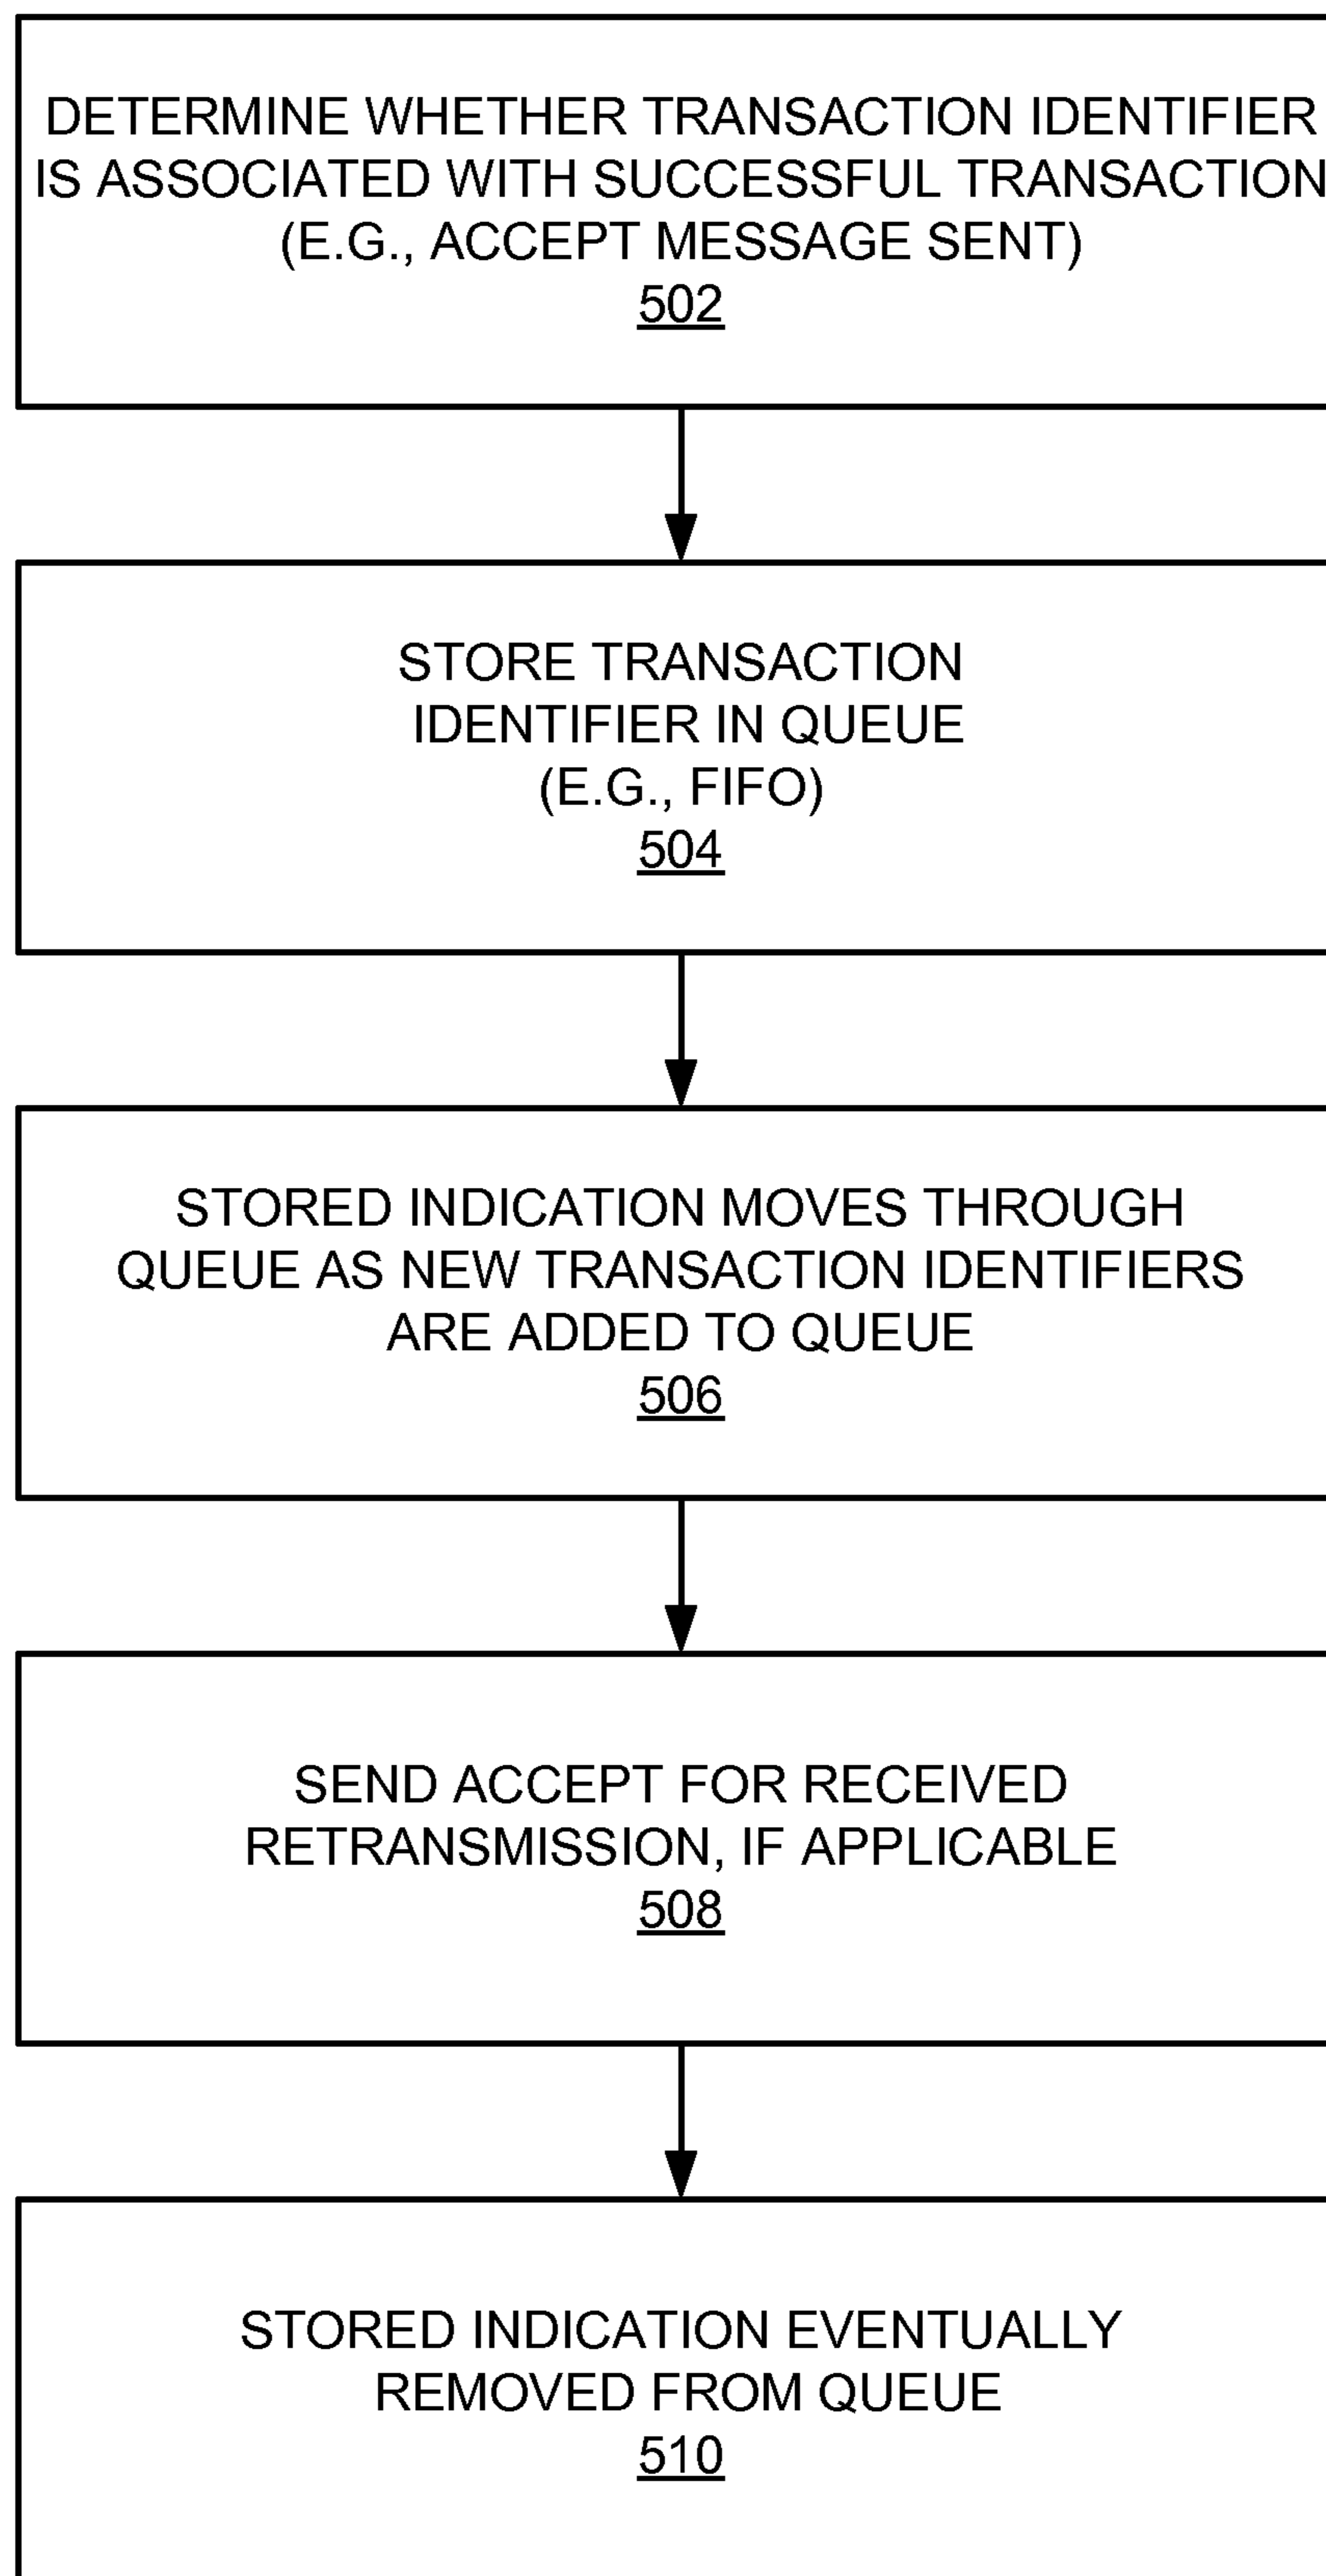 DETERMINE WHETHER TRANSACTION IDENTIFIER
IS ASSOCIATED WITH SUCCESSFUL TRANSACTION
(E.G., ACCEPT MESSAGE SENT)
502
STORE TRANSACTION
IDENTIFIER IN QUEUE
(E.G., FIFO)
504
STORED INDICATION MOVES THROUGH
QUEUE AS NEW TRANSACTION IDENTIFIERS
ARE ADDED TO QUEUE
506
SEND ACCEPT FOR RECEIVED
RETRANSMISSION, IF APPLICABLE
508
STORED INDICATION EVENTUALLY
REMOVED FROM QUEUE
510